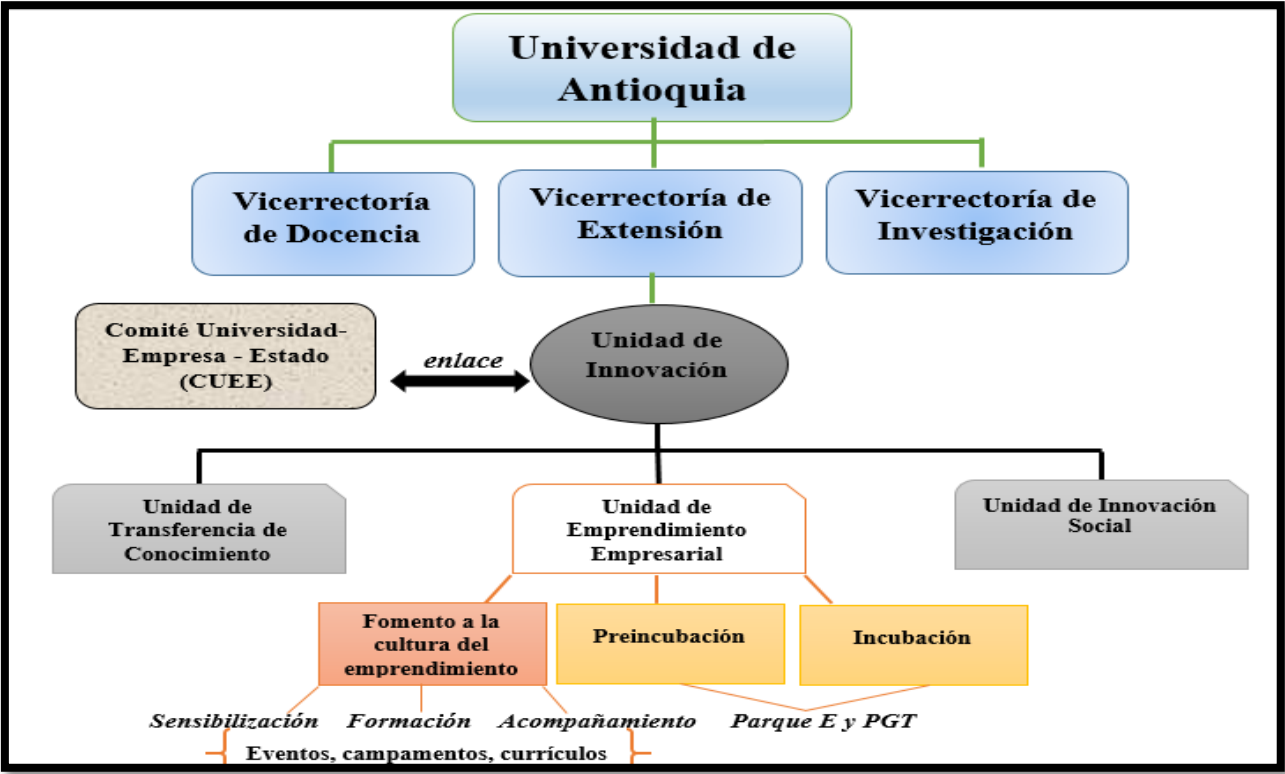 Universidad de
Antioquia
Vicerrectoría
de Docencia
Vicerrectoría de
Extensión
Vicerrectoría de
Investigación
Comité Universidad-
Empresa - Estado
(CUEE)
enlace
Unidad de
Innovación
Unidad de
Transferencia de
Conocimiento
Unidad de
Emprendimiento
Empresarial
Unidad de Innovación
Social
Fomento a la
cultura del
emprendimiento
Preincubación
Incubación
Sensibilización
Formación
Acompañamiento
Parque E y PGT
Eventos, campamentos, currículos